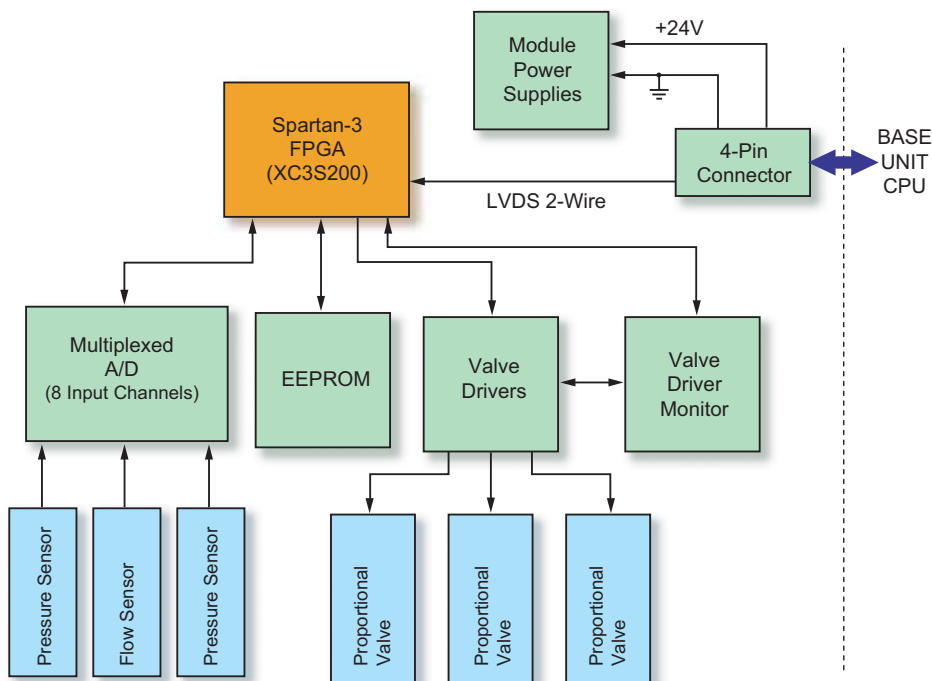 +24V
Module
Power
Supplies
Spartan-3
FPGA
(XC3S200)
4-Pin
Connector
BASE
UNIT
CPU
LVDS 2-Wire
Multiplexed
A/D
(8 Input Channels)
EEPROM
Valve
Drivers
Valve
Driver
Monitor
Pressure Sensor
Flow Sensor
Pressure Sensor
Proportional
Valve
Proportional
Valve
Proportional
Valve